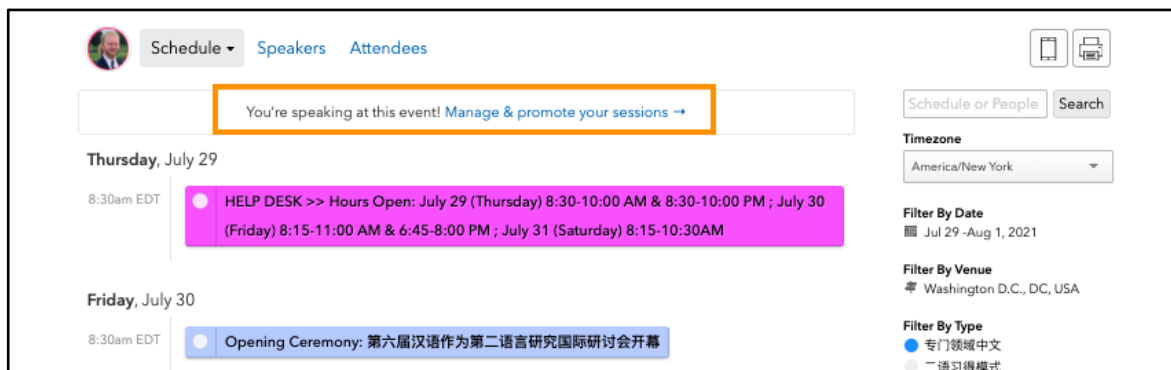 Schedule Speakers Attendees
You're speaking at this event! Manage & promote your sessions →
Schedule or People Search
Timezone
America/New York
Thursday, July 29
8:30am EDT
HELP DESK >> Hours Open: July 29 (Thursday) 8:30-10:00 AM & 8:30-10:00 PM ; July 30
(Friday) 8:15-11:00 AM & 6:45-8:00 PM ; July 31 (Saturday) 8:15-10:30AM
Filter By Date
Jul 29 -Aug 1, 2021
Filter By Venue
Washington D.C., DC, USA
Friday, July 30
8:30am EDT
Opening Ceremony: 第六届汉语作为第二语言研究国际研讨会开幕
Filter By Type
专门领域中文
二语习得模式